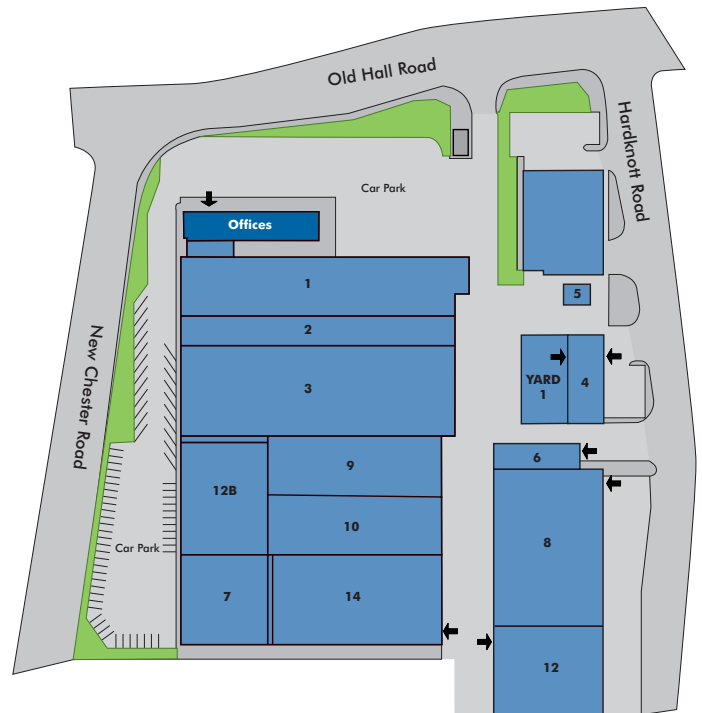 Old Hall Road
Hardknott Road
Car Park
Offices
1
5
2
New Chester Road
3
YARD
1
4
6
9
12B
10
8
Car Park
7
14
12